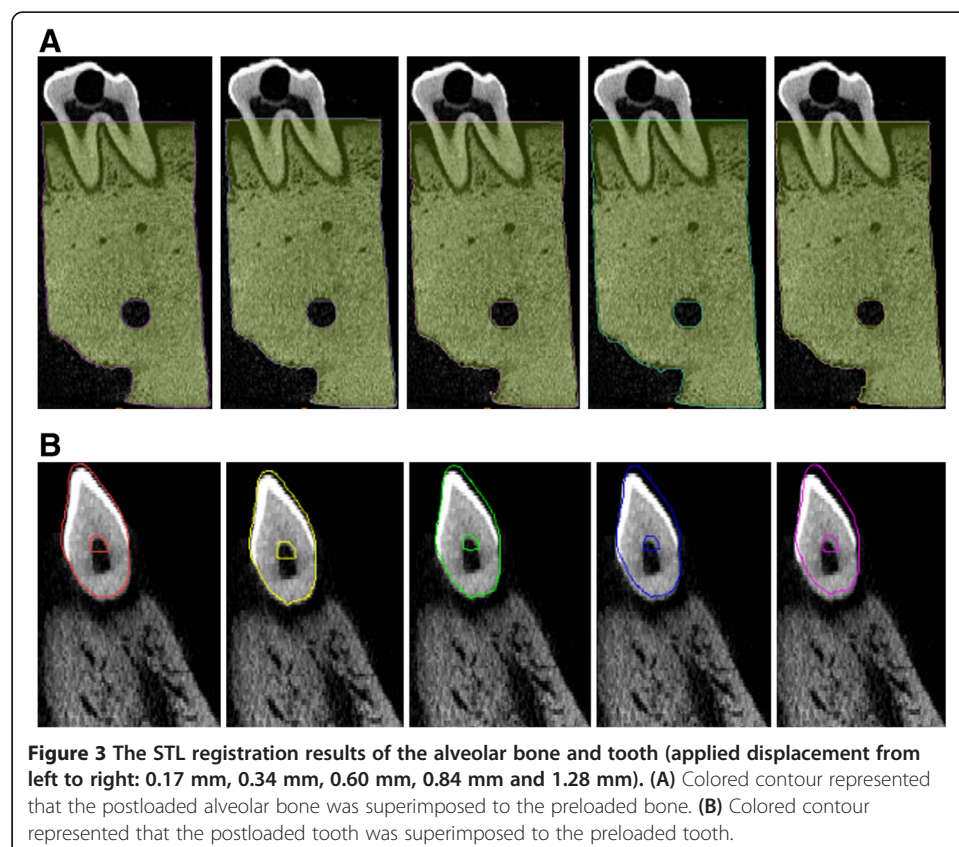 A
B
Figure 3 The STL registration results of the alveolar bone and tooth (applied displacement from
left to right: 0.17 mm, 0.34 mm, 0.60 mm, 0.84 mm and 1.28 mm). (A) Colored contour represented
that the postloaded alveolar bone was superimposed to the preloaded bone. (B) Colored contour
represented that the postloaded tooth was superimposed to the preloaded tooth.